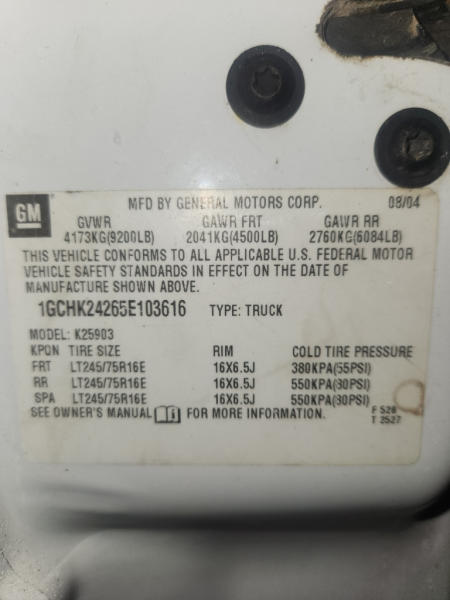 GM
MFD BY GENERAL MOTORS CORP. 08/04
GVWR GAWR FRT GAWR RR
4173KG(9200LB) 2041KG(4500LB) 2760KG(6084LB)
THIS VEHICLE CONFORMS TO ALL APPLICABLE U.S. FEDERAL MOTOR
VEHICLE SAFETY STANDARDS IN EFFECT ON THE DATE OF
MANUFACTURE SHOWN ABOVE.
1GCHK24265E103616 TYPE: TRUCK
MODEL: K25903
TIRE SIZE RIM COLD TIRE PRESSURE
FRT LT245/75R16E 16X6.5J 380KPA(55PSI)
RR LT245/75R16E 16X6.5J 550KPA(80PSI)
SPA LT245/75R16E 16X6.5J 550KPA(80PSI)
SEE OWNER'S MANUAL FOR MORE INFORMATION.
F 528
T 2527